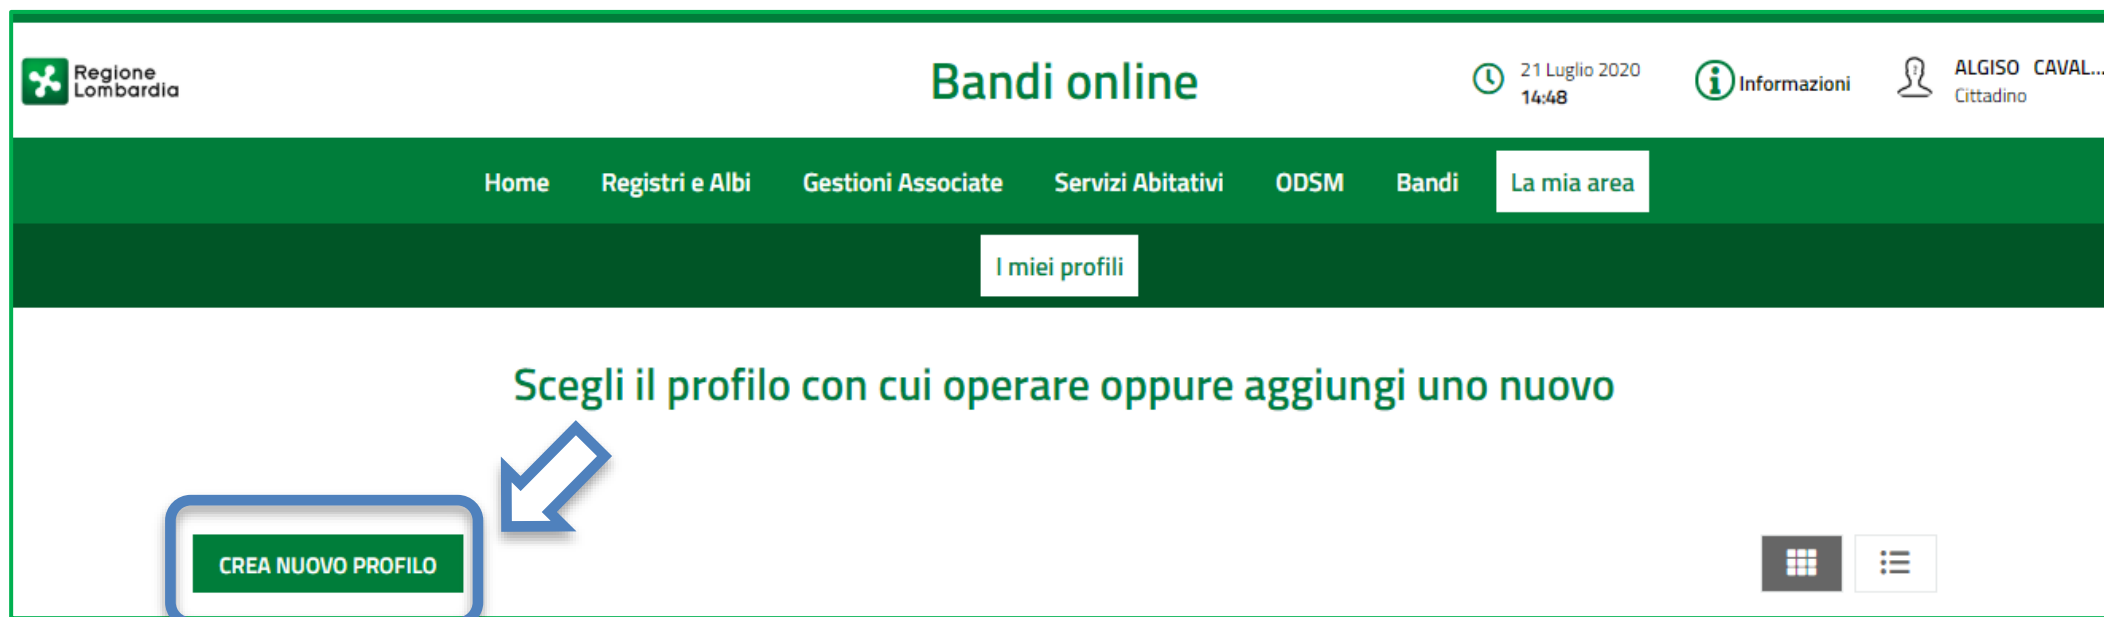 Regione
Lombardia
Bandi online
21 Luglio 2020
14:48
Informazioni
ALGISO CAVAL...
Cittadino
Home Registri e Albi Gestioni Associate Servizi Abitativi ODSM Bandi La mia area
I miei profili
Scegli il profilo con cui operare oppure aggiungi uno nuovo
CREA NUOVO PROFILO